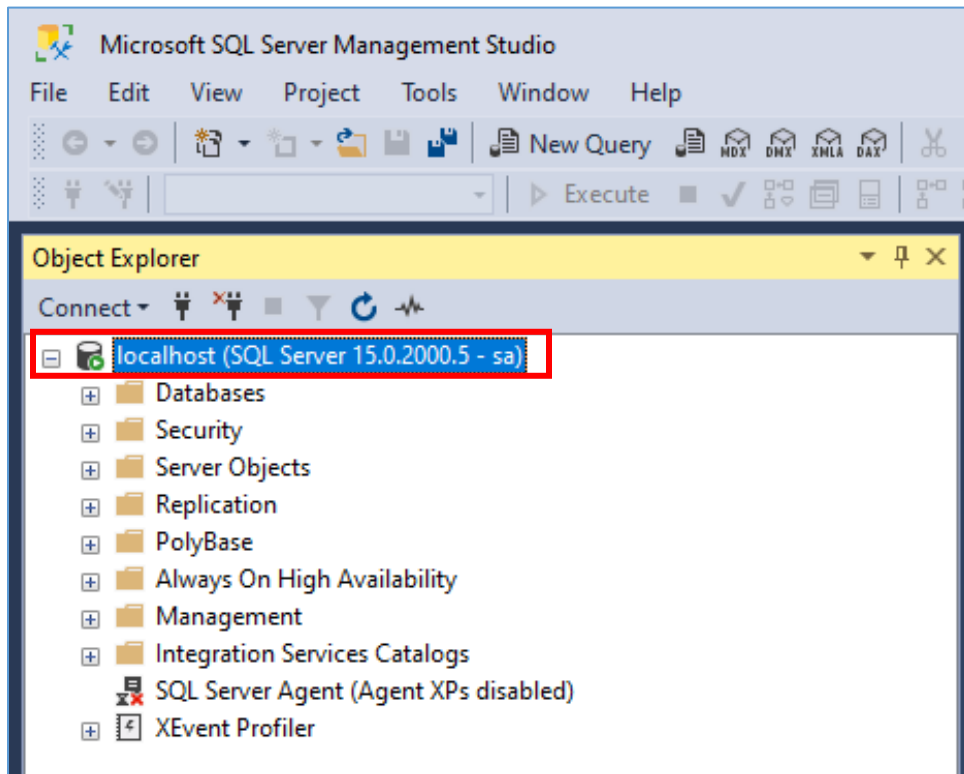 Microsoft SQL Server Management Studio
File Edit View Project Tools Window Help
New Query MDX DMX XMLA DAX
Execute
Object Explorer
Connect
localhost (SQL Server 15.0.2000.5 - sa)
Databases
Security
Server Objects
Replication
PolyBase
Always On High Availability
Management
Integration Services Catalogs
SQL Server Agent (Agent XPs disabled)
XEvent Profiler